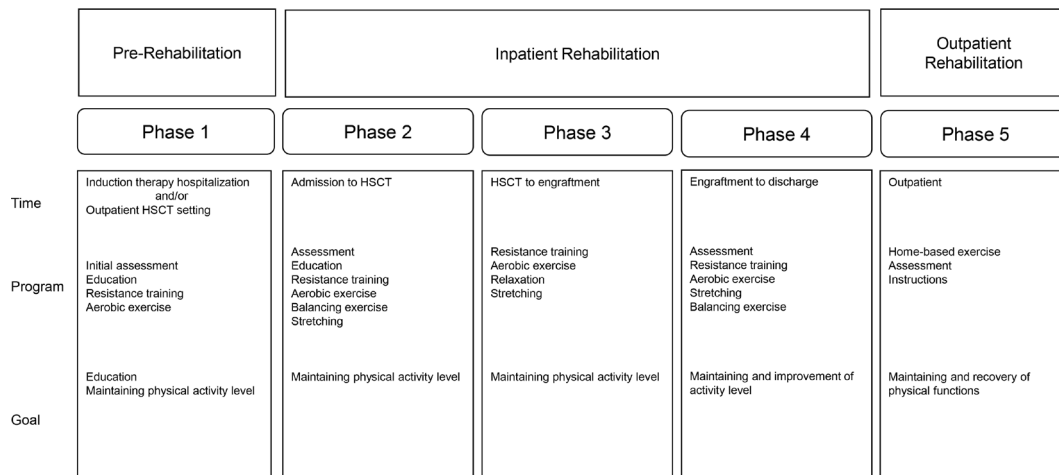 Pre-Rehabilitation
Inpatient Rehabilitation
Outpatient
Rehabilitation
Phase 1
Phase 2
Phase 3
Phase 4
Phase 5
Time
Induction therapy hospitalization
and/or
Outpatient HSCT setting
Admission to HSCT
HSCT to engraftment
Engraftment to discharge
Outpatient
Program
Initial assessment
Education
Resistance training
Aerobic exercise
Assessment
Education
Resistance training
Aerobic exercise
Balancing exercise
Stretching
Resistance training
Aerobic exercise
Relaxation
Stretching
Assessment
Resistance training
Aerobic exercise
Stretching
Balancing exercise
Home-based exercise
Assessment
Instructions
Goal
Education
Maintaining physical activity level
Maintaining physical activity level
Maintaining physical activity level
Maintaining and improvement of
activity level
Maintaining and recovery of
physical functions